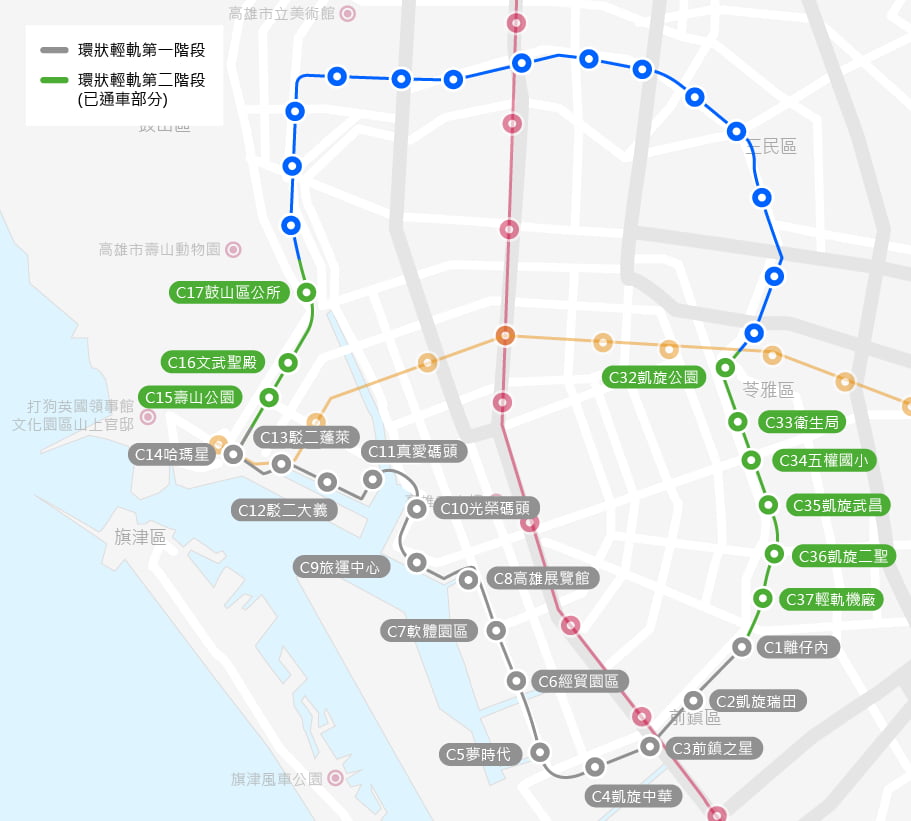 高雄市立美術館
環狀輕軌第一階段
環狀輕軌第二階段
(已通車部分)
鼓山區
三民區
高雄市壽山動物園
C17鼓山區公所
C16文武聖殿
C32凱旋公園
苓雅區
C15壽山公園
打狗英國領事館
文化園區山上官邸
C33衛生局
C13駁二蓬萊
C14哈瑪星
C11真愛碼頭
C34五權國小
C12駁二大義
C10光榮碼頭
C35凱旋武昌
旗津區
C36凱旋二聖
C9旅運中心
C8高雄展覽館
C37輕軌機廠
C7軟體園區
C1離仔內
C6經貿園區
C2凱旋瑞田
前鎮區
C5夢時代
C3前鎮之星
旗津風車公園
C4凱旋中華